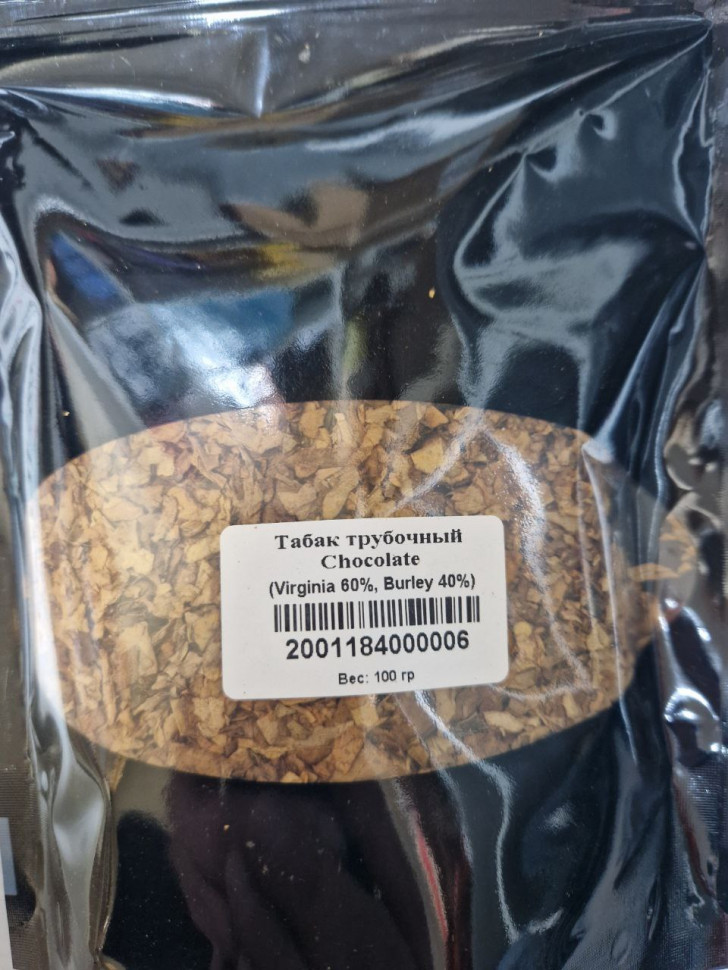 Табак трубочный
Chocolate
(Virginia 60%, Burley 40%)
2001184000006
Вес: 100 гр